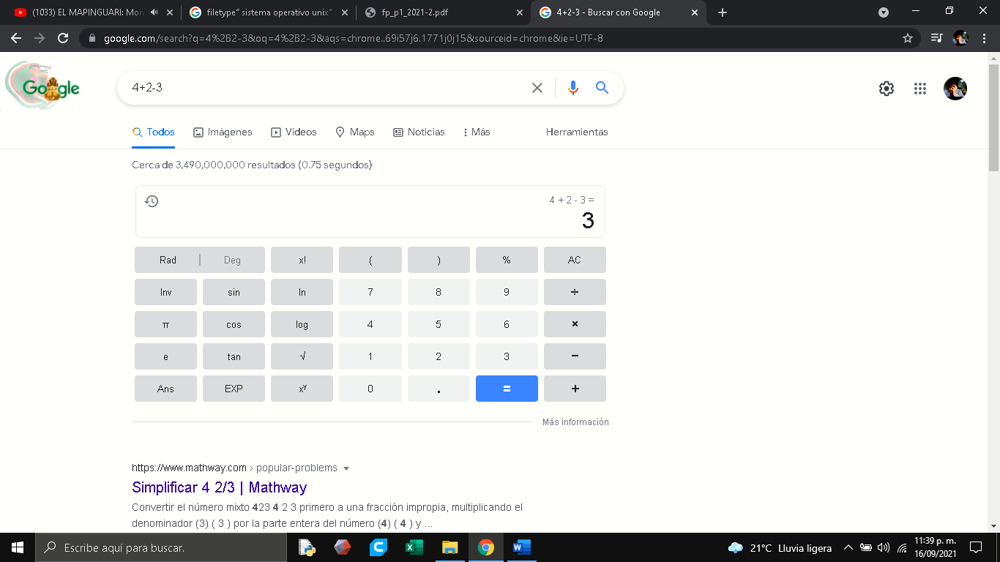 (1033) EL MAPINGUARI: Mon
filetype" sistema operativo unix"
fp_p1_2021-2.pdf
4+2-3 - Buscar con Google
google.com/search?q=4%2B2-3&oq=4%2B2-3&aqs=chrome..69i57j6.1771j0j15&sourceid=chrome&ie=UTF-8
Google
4+2-3
Todos Imágenes Videos Maps Noticias Más Herramientas
Cerca de 3,490,000,000 resultados (0.75 segundos)
4 + 2 - 3 =
3
Rad | Deg x! ( ) % AC
Inv sin ln 7 8 9 ÷
π cos log 4 5 6 ×
e tan √ 1 2 3 −
Ans EXP xʸ 0 . = +
Más información
https://www.mathway.com › popular-problems
Simplificar 4 2/3 | Mathway
Convertir el número mixto 423 4 2 3 primero a una fracción impropia, multiplicando el
denominador (3) ( 3 ) por la parte entera del número (4) ( 4 ) y ...
Escribe aquí para buscar.
21°C Lluvia ligera
11:39 p. m.
16/09/2021